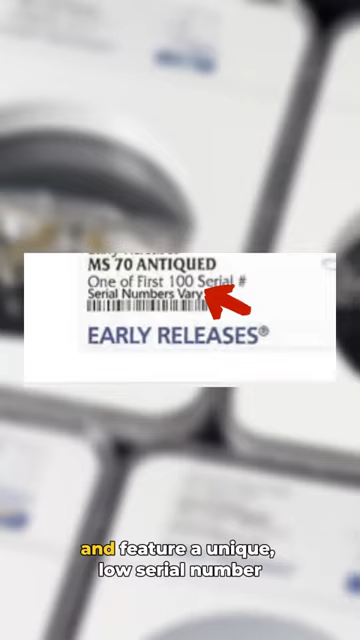 MS 70 ANTIQUED
One of First 100 Serial #
Serial Numbers Vary
EARLY RELEASES®
and feature a unique,
low serial number